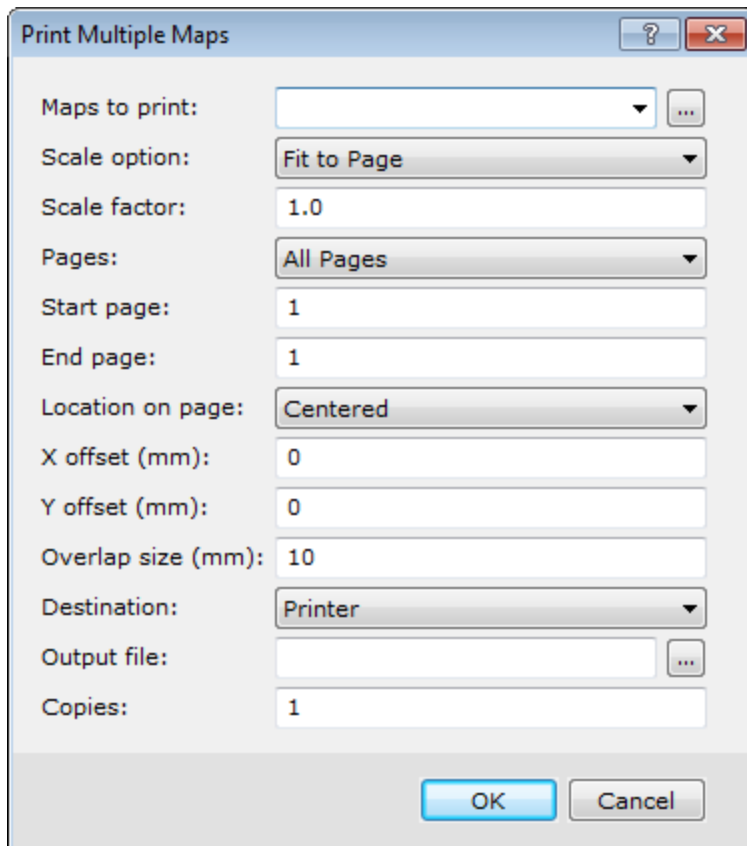 Print Multiple Maps
Maps to print:
...
Scale option: Fit to Page
Scale factor: 1.0
Pages: All Pages
Start page: 1
End page: 1
Location on page: Centered
X offset (mm): 0
Y offset (mm): 0
Overlap size (mm): 10
Destination: Printer
Output file: ...
Copies: 1
OK Cancel